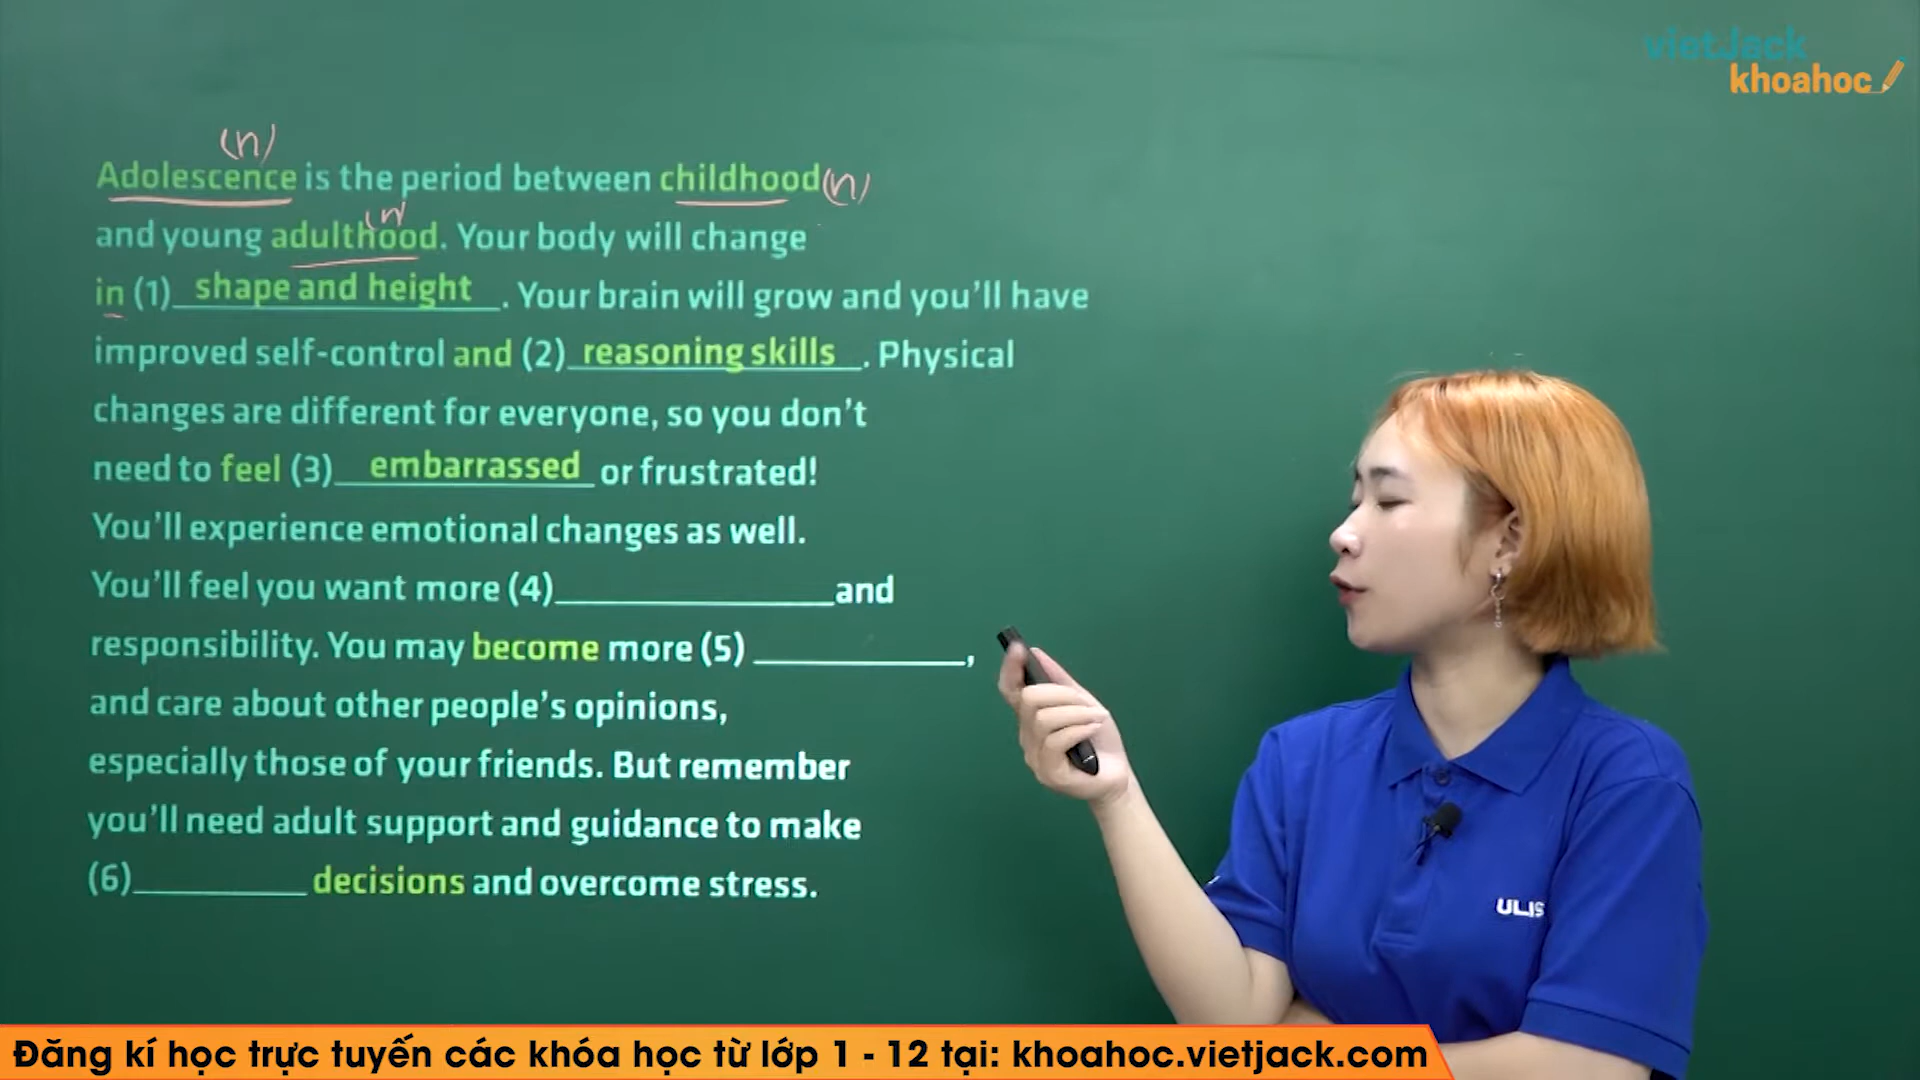 vietJack
khoahoc
(n)
Adolescence is the period between childhood (n)
(n)
and young adulthood. Your body will change
in (1) shape and height. Your brain will grow and you'll have
improved self-control and (2) reasoning skills. Physical
changes are different for everyone, so you don't
need to feel (3) embarrassed or frustrated!
You'll experience emotional changes as well.
You'll feel you want more (4)____________and
responsibility. You may become more (5) __________,
and care about other people's opinions,
especially those of your friends. But remember
you'll need adult support and guidance to make
(6)________ decisions and overcome stress.
ULIS
Đăng kí học trực tuyến các khóa học từ lớp 1 - 12 tại: khoahoc.vietjack.com